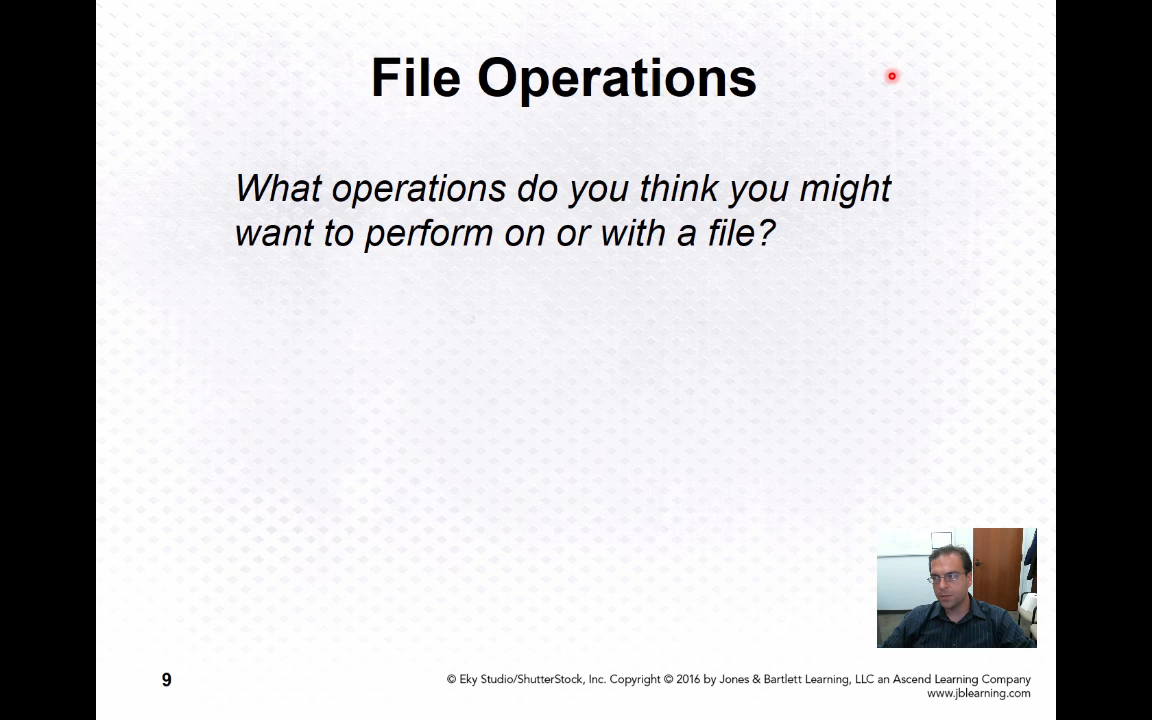 File Operations
What operations do you think you might
want to perform on or with a file?
9
© Eky Studio/ShutterStock, Inc. Copyright © 2016 by Jones & Bartlett Learning, LLC an Ascend Learning Company
www.jblearning.com